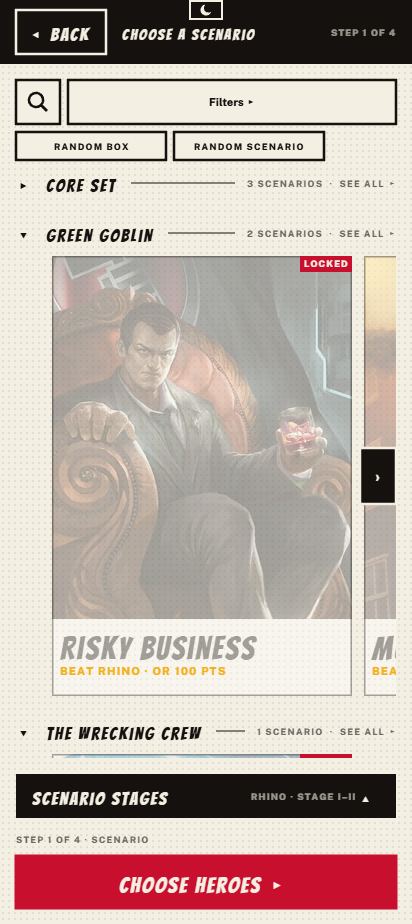 ◂ BACK
CHOOSE A SCENARIO
STEP 1 OF 4
Filters ▸
RANDOM BOX
RANDOM SCENARIO
▸ CORE SET
3 SCENARIOS · SEE ALL ▸
▾ GREEN GOBLIN
2 SCENARIOS · SEE ALL ▸
LOCKED
RISKY BUSINESS
BEAT RHINO · OR 100 PTS
▾ THE WRECKING CREW
1 SCENARIO · SEE ALL ▸
SCENARIO STAGES
RHINO · STAGE I–II ▴
STEP 1 OF 4 · SCENARIO
CHOOSE HEROES ▸